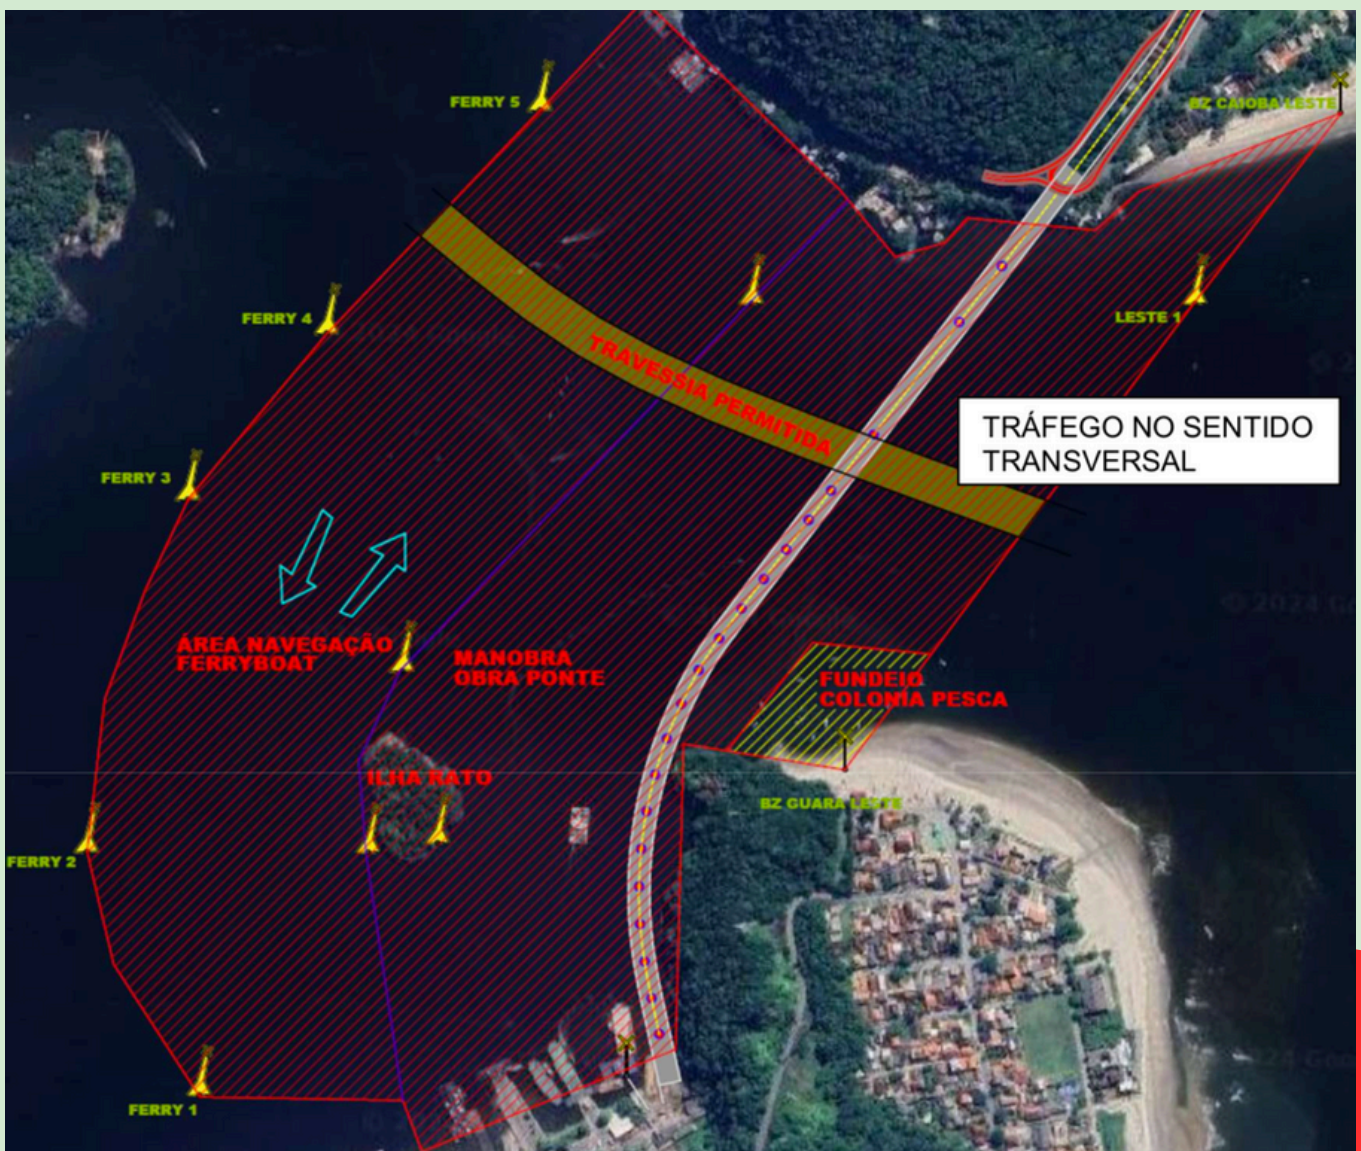 FERRY 5
BZ CAIOBA LESTE
FERRY 4
LESTE 1
TRAVESSIA PERMITIDA
TRÁFEGO NO SENTIDO
TRANSVERSAL
FERRY 3
ÁREA NAVEGAÇÃO
FERRYBOAT
MANOBRA
OBRA PONTE
FUNDEIO
COLONIA PESCA
ILHA RATO
BZ GUARA LESTE
FERRY 2
FERRY 1